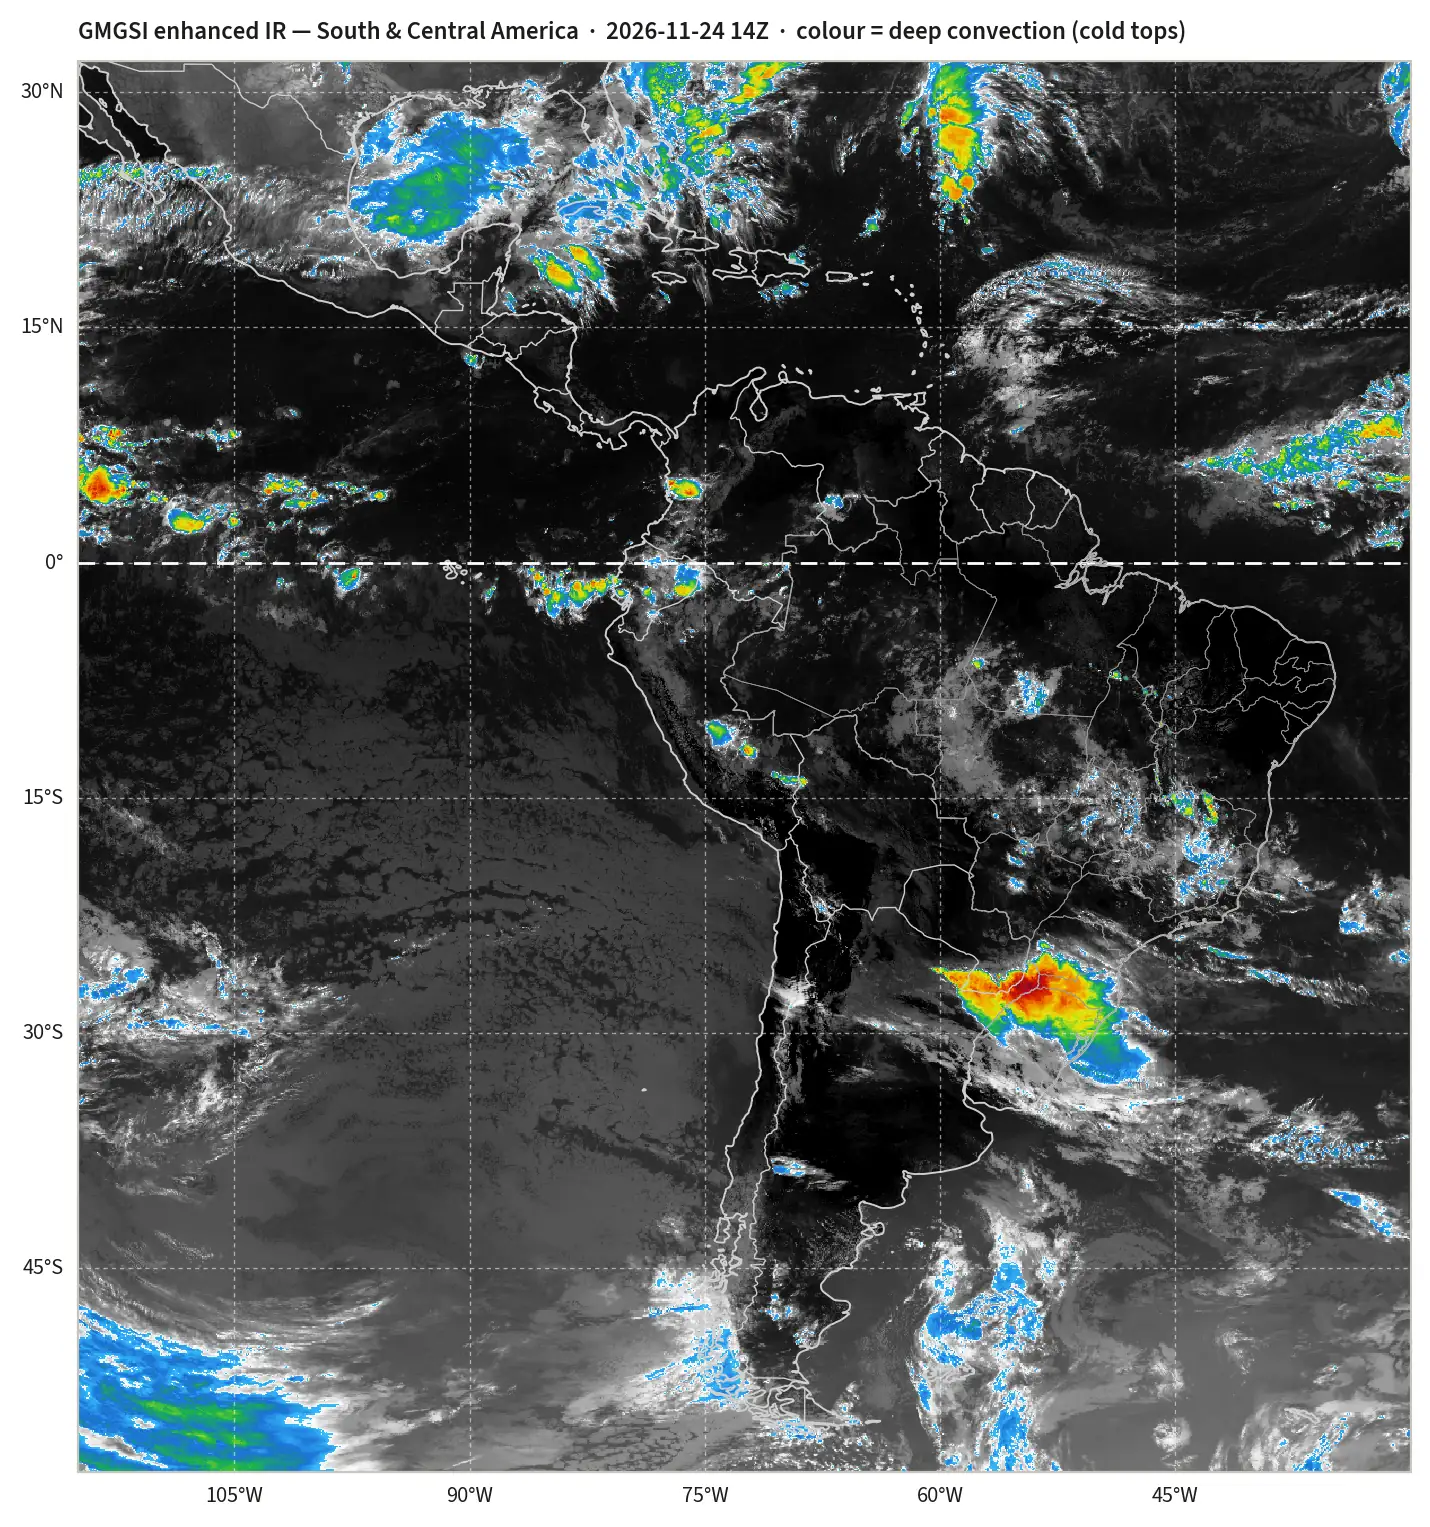 GMGSI enhanced IR — South & Central America · 2026-11-24 14Z · colour = deep convection (cold tops)
30°N
15°N
0°
15°S
30°S
45°S
105°W
90°W
75°W
60°W
45°W